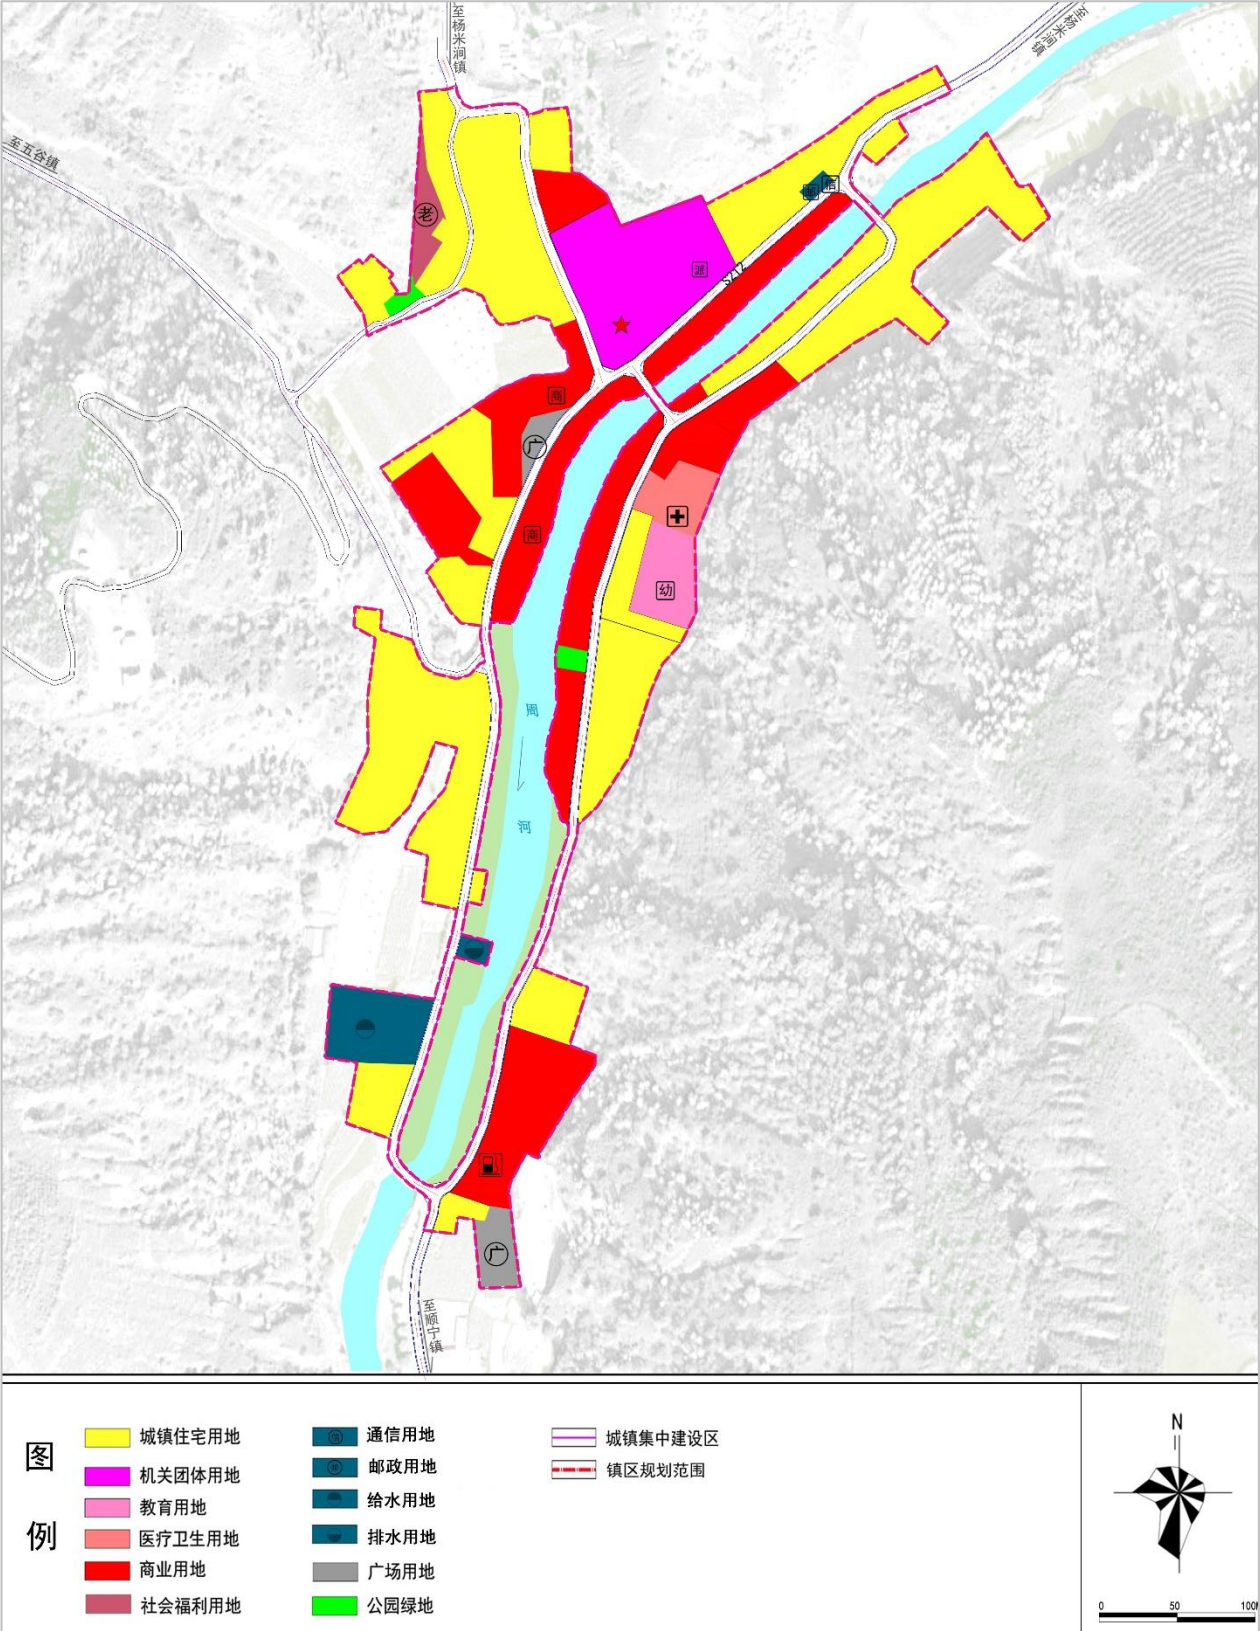 至杨米涧镇
至杨米涧镇
至五谷镇
老
邮
信
派
S212
商
广
商
幼
周
河
广
至顺宁镇
图例
城镇住宅用地
机关团体用地
教育用地
医疗卫生用地
商业用地
社会福利用地
信
通信用地
邮
邮政用地
给水用地
排水用地
广场用地
公园绿地
城镇集中建设区
镇区规划范围
N
0 50 100